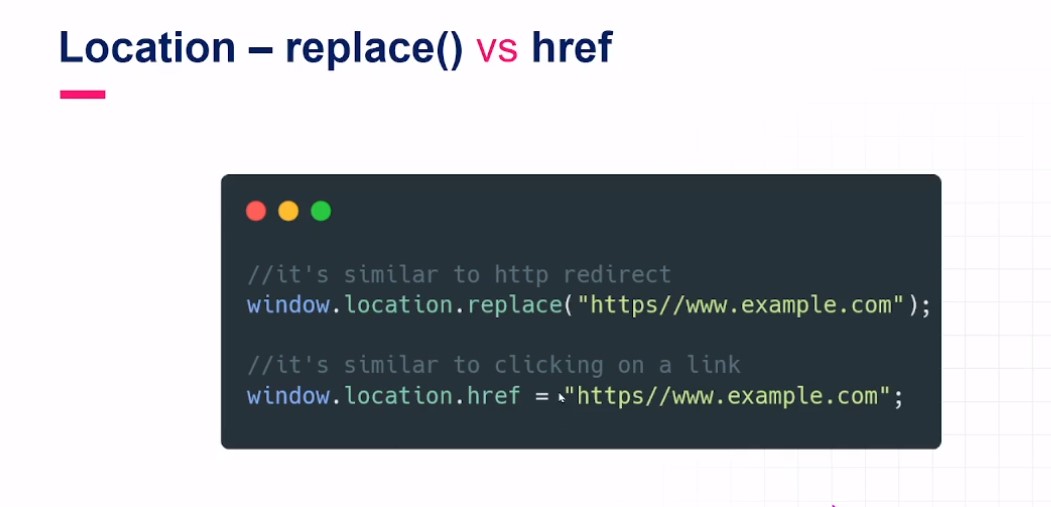 Location – replace() vs href
//it's similar to http redirect
window.location.replace("https//www.example.com");
//it's similar to clicking on a link
window.location.href = "https//www.example.com";